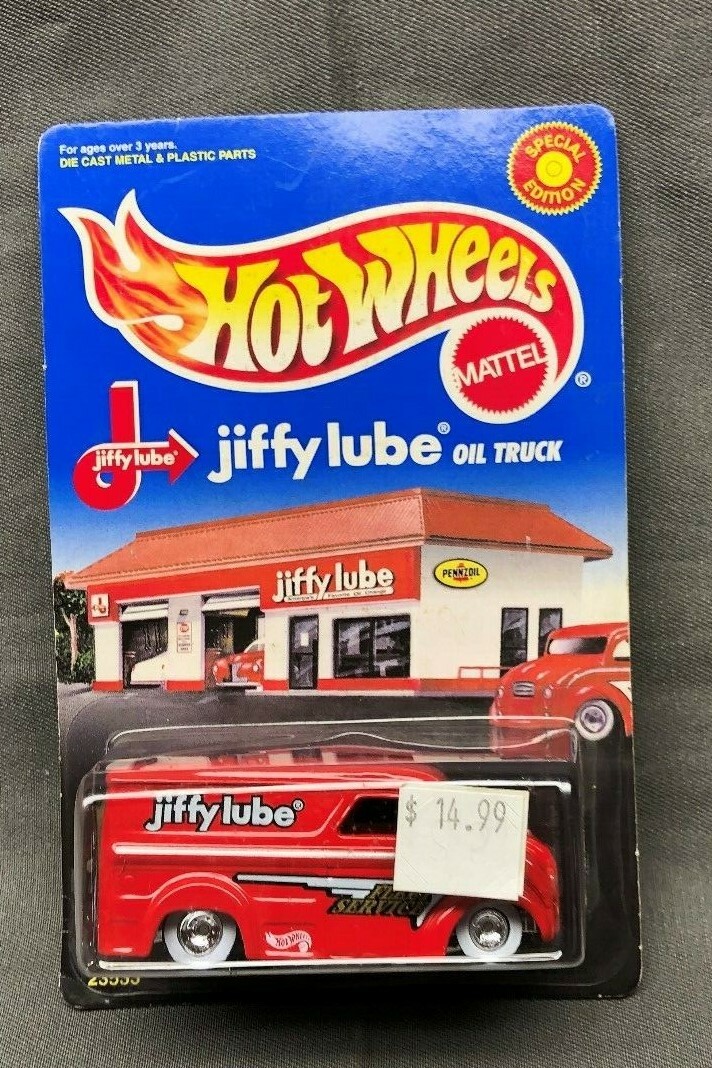 For ages over 3 years.
DIE CAST METAL & PLASTIC PARTS
SPECIAL
EDITION
HOT WHEELS
MATTEL
®
jiffy lube®
jiffy lube® OIL TRUCK
jiffy lube
PENNZOIL
jiffy lube®
$ 14.99
SERVICE
HOT WHEELS